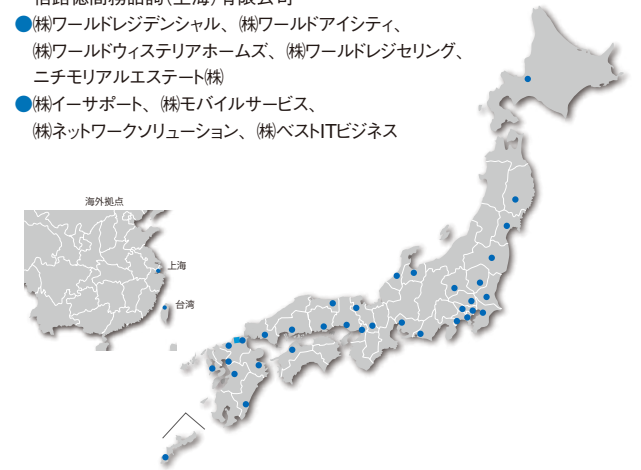 ●㈱ワールドレジデンシャル、㈱ワールドアイシティ、
㈱ワールドウィステリアホームズ、㈱ワールドレジセリング、
ニチモリアルエステート㈱
●㈱イーサポート、㈱モバイルサービス、
㈱ネットワークソリューション、㈱ベストITビジネス
海外拠点
上海
台湾